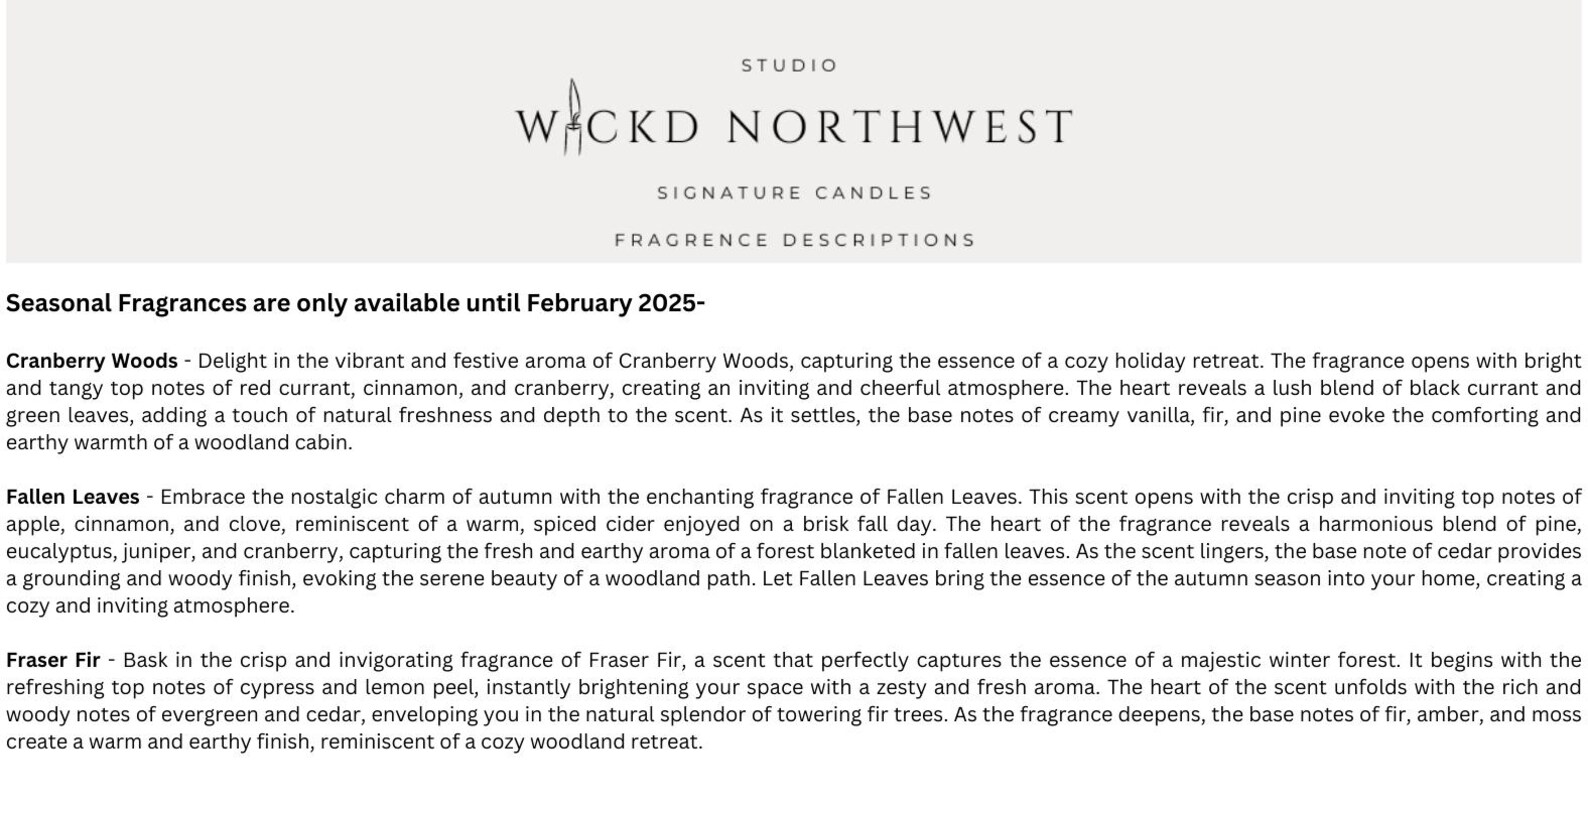 STUDIO
WICKD NORTHWEST
SIGNATURE CANDLES
FRAGRENCE DESCRIPTIONS
Seasonal Fragrances are only available until February 2025-
Cranberry Woods - Delight in the vibrant and festive aroma of Cranberry Woods, capturing the essence of a cozy holiday retreat. The fragrance opens with bright
and tangy top notes of red currant, cinnamon, and cranberry, creating an inviting and cheerful atmosphere. The heart reveals a lush blend of black currant and
green leaves, adding a touch of natural freshness and depth to the scent. As it settles, the base notes of creamy vanilla, fir, and pine evoke the comforting and
earthy warmth of a woodland cabin.
Fallen Leaves - Embrace the nostalgic charm of autumn with the enchanting fragrance of Fallen Leaves. This scent opens with the crisp and inviting top notes of
apple, cinnamon, and clove, reminiscent of a warm, spiced cider enjoyed on a brisk fall day. The heart of the fragrance reveals a harmonious blend of pine,
eucalyptus, juniper, and cranberry, capturing the fresh and earthy aroma of a forest blanketed in fallen leaves. As the scent lingers, the base note of cedar provides
a grounding and woody finish, evoking the serene beauty of a woodland path. Let Fallen Leaves bring the essence of the autumn season into your home, creating a
cozy and inviting atmosphere.
Fraser Fir - Bask in the crisp and invigorating fragrance of Fraser Fir, a scent that perfectly captures the essence of a majestic winter forest. It begins with the
refreshing top notes of cypress and lemon peel, instantly brightening your space with a zesty and fresh aroma. The heart of the scent unfolds with the rich and
woody notes of evergreen and cedar, enveloping you in the natural splendor of towering fir trees. As the fragrance deepens, the base notes of fir, amber, and moss
create a warm and earthy finish, reminiscent of a cozy woodland retreat.